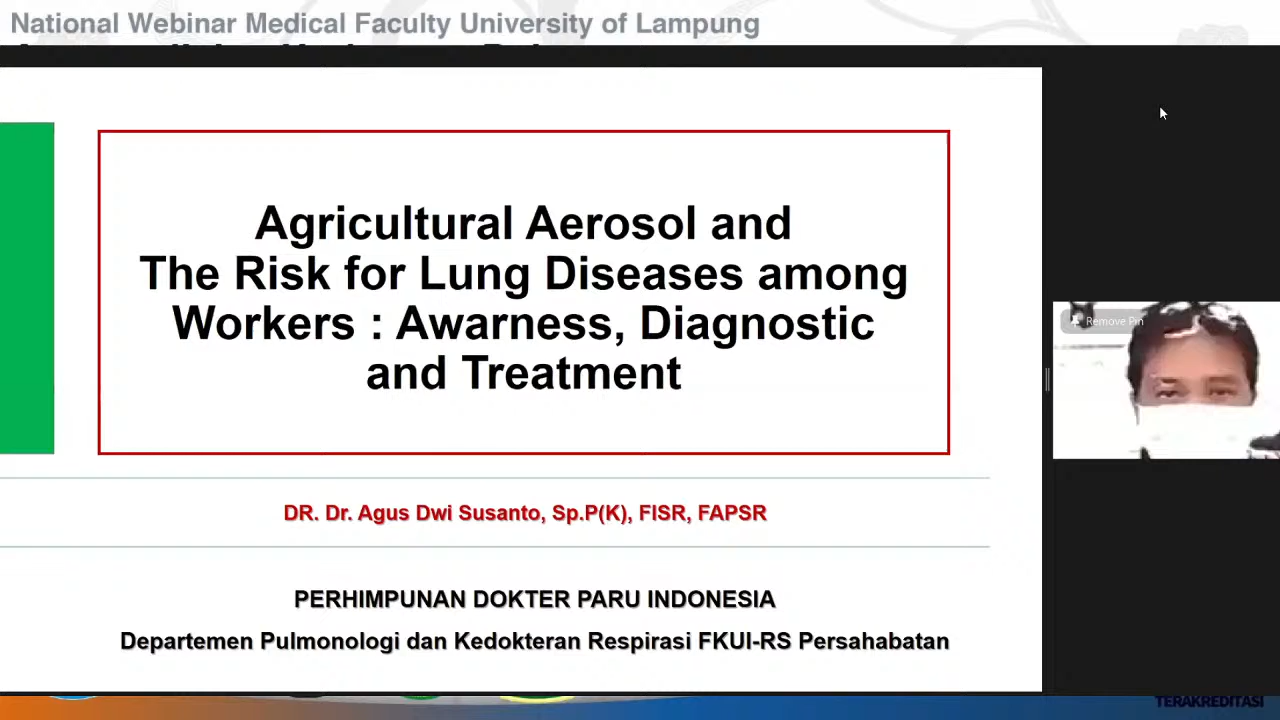 National Webinar Medical Faculty University of Lampung
Agricultural Aerosol and
The Risk for Lung Diseases among
Workers : Awarness, Diagnostic
and Treatment
Remove Pin
DR. Dr. Agus Dwi Susanto, Sp.P(K), FISR, FAPSR
PERHIMPUNAN DOKTER PARU INDONESIA
Departemen Pulmonologi dan Kedokteran Respirasi FKUI-RS Persahabatan
TERAKREDITASI